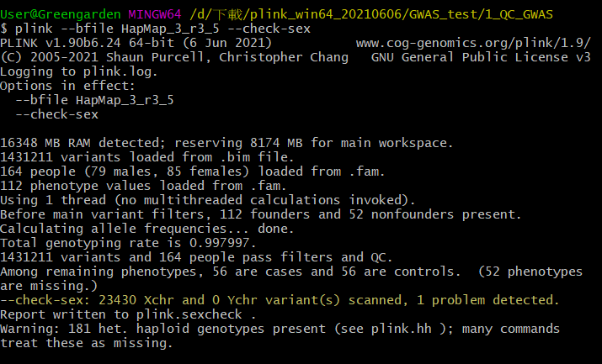 User@Greengarden MINGW64 /d/下載/plink_win64_20210606/GWAS_test/1_QC_GWAS
$ plink --bfile HapMap_3_r3_5 --check-sex
PLINK v1.90b6.24 64-bit (6 Jun 2021) www.cog-genomics.org/plink/1.9/
(C) 2005-2021 Shaun Purcell, Christopher Chang GNU General Public License v3
Logging to plink.log.
Options in effect:
--bfile HapMap_3_r3_5
--check-sex
16348 MB RAM detected; reserving 8174 MB for main workspace.
1431211 variants loaded from .bim file.
164 people (79 males, 85 females) loaded from .fam.
112 phenotype values loaded from .fam.
Using 1 thread (no multithreaded calculations invoked).
Before main variant filters, 112 founders and 52 nonfounders present.
Calculating allele frequencies... done.
Total genotyping rate is 0.997997.
1431211 variants and 164 people pass filters and QC.
Among remaining phenotypes, 56 are cases and 56 are controls. (52 phenotypes
are missing.)
--check-sex: 23430 Xchr and 0 Ychr variant(s) scanned, 1 problem detected.
Report written to plink.sexcheck .
Warning: 181 het. haploid genotypes present (see plink.hh ); many commands
treat these as missing.